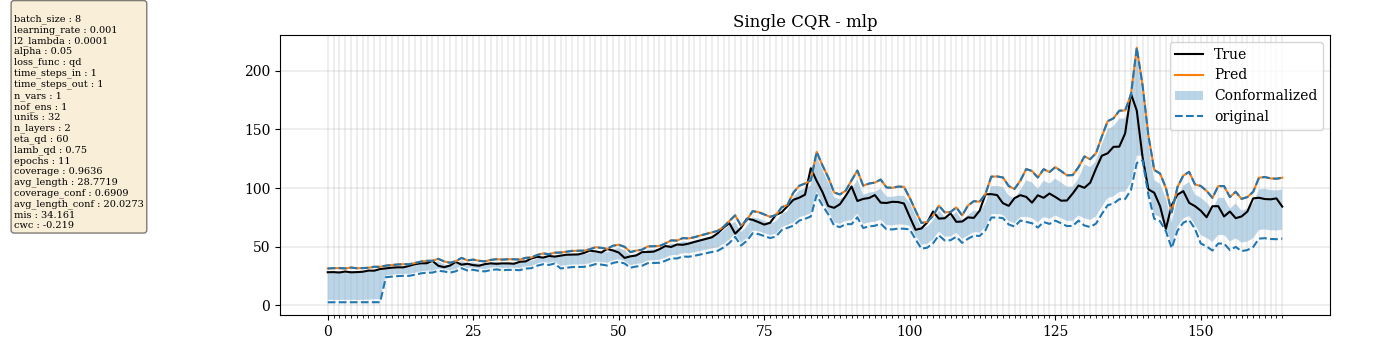 batch_size : 8
learning_rate : 0.001
l2_lambda : 0.0001
alpha : 0.05
loss_func : qd
time_steps_in : 1
time_steps_out : 1
n_vars : 1
nof_ens : 1
units : 32
n_layers : 2
eta_qd : 60
lamb_qd : 0.75
epochs : 11
coverage : 0.9636
avg_length : 28.7719
coverage_conf : 0.6909
avg_length_conf : 20.0273
mis : 34.161
cwc : -0.219
Single CQR - mlp
True
Pred
Conformalized
original
200
150
100
50
0
0 25 50 75 100 125 150